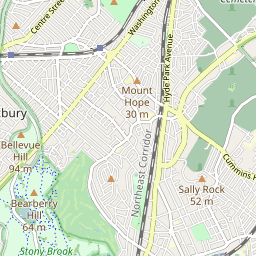 Centre Street
Washington
Hyde Park Avenue
Mount
Hope
30 m
bury
Bellevue
Hill
94 m
Northeast Corridor
Cummins H
Sally Rock
52 m
Bearberry
Hill
64 m
Stony Brook